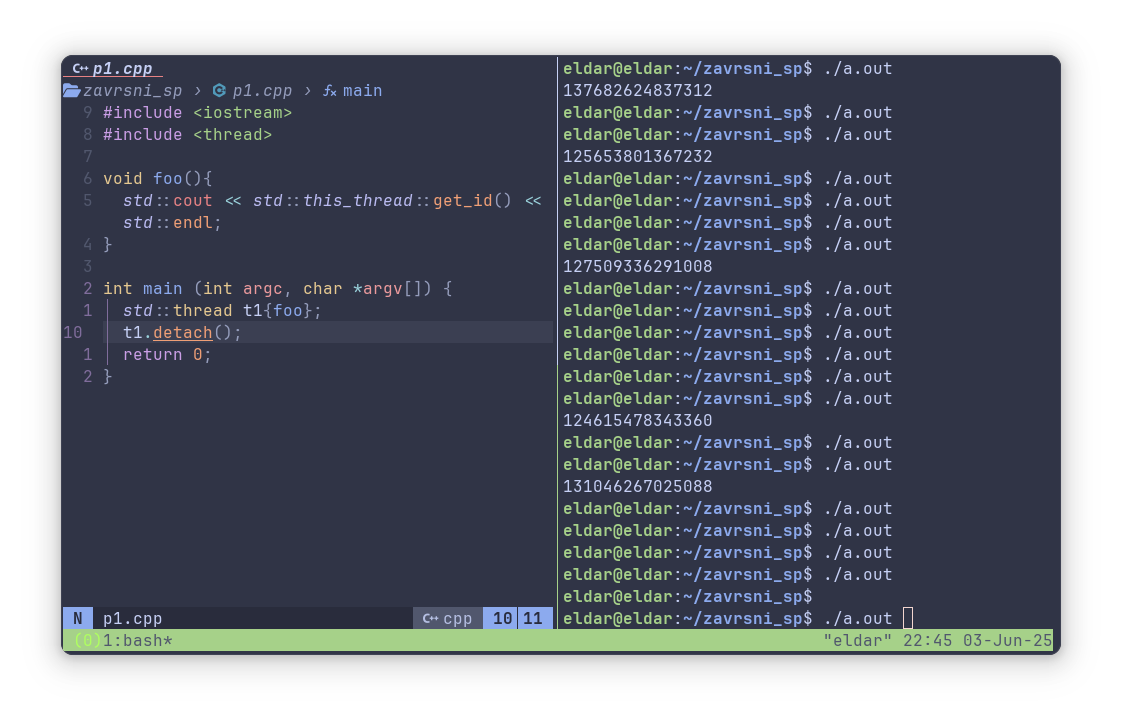 C++ p1.cpp
zavrsni_sp › p1.cpp › fx main
9 #include <iostream>
8 #include <thread>
7
6 void foo(){
5 std::cout << std::this_thread::get_id() <<
std::endl;
4 }
3
2 int main (int argc, char *argv[]) {
1 std::thread t1{foo};
10 t1.detach();
1 return 0;
2 }
N p1.cpp C++ cpp 10 11
eldar@eldar:~/zavrsni_sp$ ./a.out
137682624837312
eldar@eldar:~/zavrsni_sp$ ./a.out
eldar@eldar:~/zavrsni_sp$ ./a.out
125653801367232
eldar@eldar:~/zavrsni_sp$ ./a.out
eldar@eldar:~/zavrsni_sp$ ./a.out
eldar@eldar:~/zavrsni_sp$ ./a.out
eldar@eldar:~/zavrsni_sp$ ./a.out
127509336291008
eldar@eldar:~/zavrsni_sp$ ./a.out
eldar@eldar:~/zavrsni_sp$ ./a.out
eldar@eldar:~/zavrsni_sp$ ./a.out
eldar@eldar:~/zavrsni_sp$ ./a.out
eldar@eldar:~/zavrsni_sp$ ./a.out
eldar@eldar:~/zavrsni_sp$ ./a.out
124615478343360
eldar@eldar:~/zavrsni_sp$ ./a.out
eldar@eldar:~/zavrsni_sp$ ./a.out
131046267025088
eldar@eldar:~/zavrsni_sp$ ./a.out
eldar@eldar:~/zavrsni_sp$ ./a.out
eldar@eldar:~/zavrsni_sp$ ./a.out
eldar@eldar:~/zavrsni_sp$ ./a.out
eldar@eldar:~/zavrsni_sp$
eldar@eldar:~/zavrsni_sp$ ./a.out
(0)1:bash* "eldar" 22:45 03-Jun-25